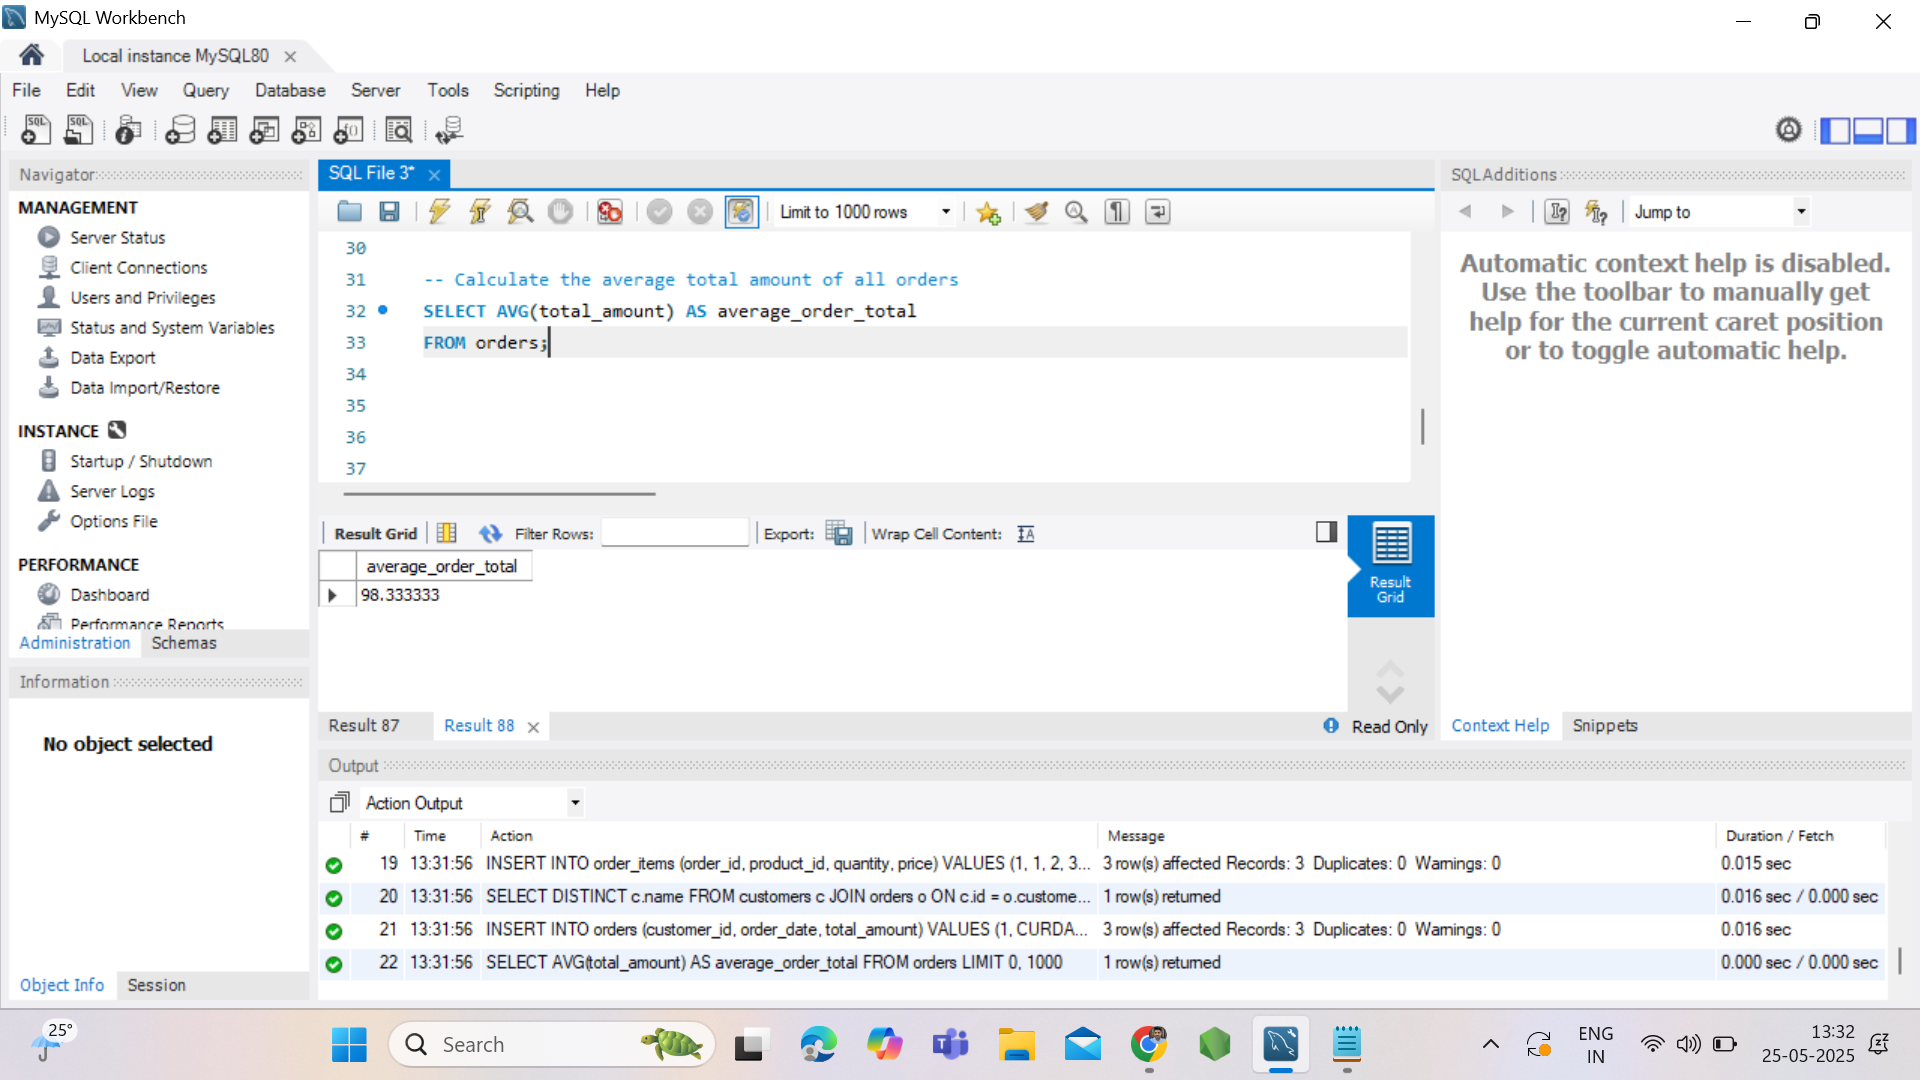 MySQL Workbench
Local instance MySQL80
File Edit View Query Database Server Tools Scripting Help
Navigator
MANAGEMENT
Server Status
Client Connections
Users and Privileges
Status and System Variables
Data Export
Data Import/Restore
INSTANCE
Startup / Shutdown
Server Logs
Options File
PERFORMANCE
Dashboard
Performance Reports
Administration Schemas
Information
No object selected
Object Info Session
SQL File 3*
Limit to 1000 rows
30
31 -- Calculate the average total amount of all orders
32 SELECT AVG(total_amount) AS average_order_total
33 FROM orders;
34
35
36
37
Result Grid Filter Rows: Export: Wrap Cell Content:
average_order_total
98.333333
Result
Grid
Result 87 Result 88 Read Only
SQLAdditions
Jump to
Automatic context help is disabled.
Use the toolbar to manually get
help for the current caret position
or to toggle automatic help.
Context Help Snippets
Output
Action Output
# Time Action Message Duration / Fetch
19 13:31:56 INSERT INTO order_items (order_id, product_id, quantity, price) VALUES (1, 1, 2, 3... 3 row(s) affected Records: 3 Duplicates: 0 Warnings: 0 0.015 sec
20 13:31:56 SELECT DISTINCT c.name FROM customers c JOIN orders o ON c.id = o.custome... 1 row(s) returned 0.016 sec / 0.000 sec
21 13:31:56 INSERT INTO orders (customer_id, order_date, total_amount) VALUES (1, CURDA... 3 row(s) affected Records: 3 Duplicates: 0 Warnings: 0 0.016 sec
22 13:31:56 SELECT AVG(total_amount) AS average_order_total FROM orders LIMIT 0, 1000 1 row(s) returned 0.000 sec / 0.000 sec
25°
Search
ENG
IN
13:32
25-05-2025